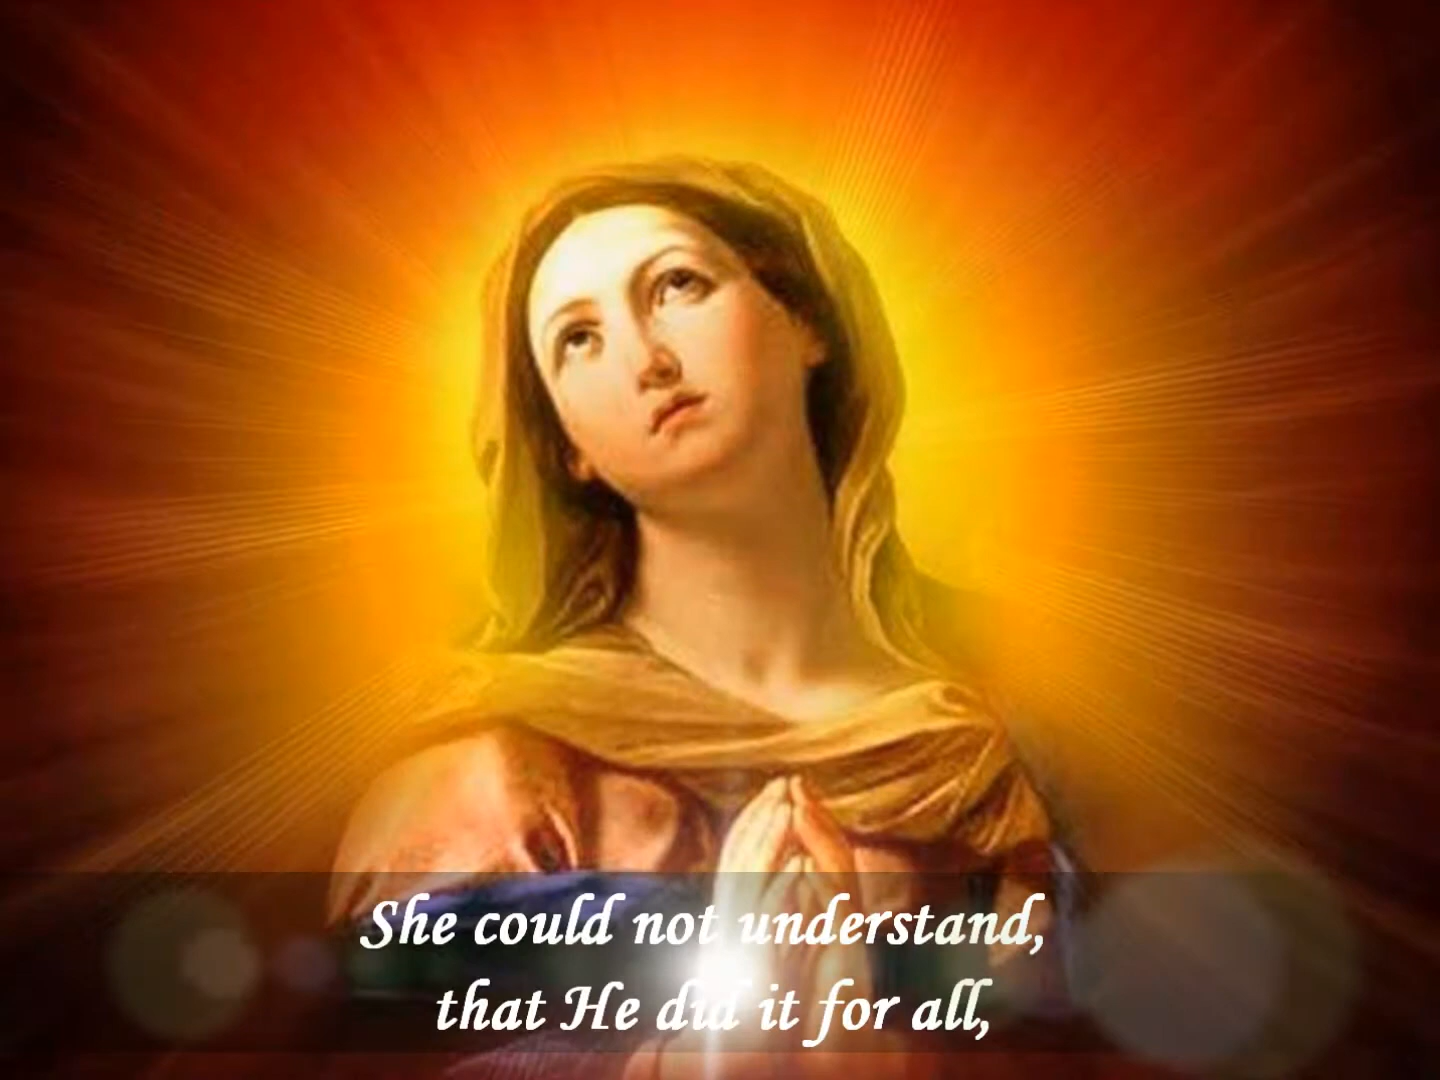 She could not understand,
that He did it for all,